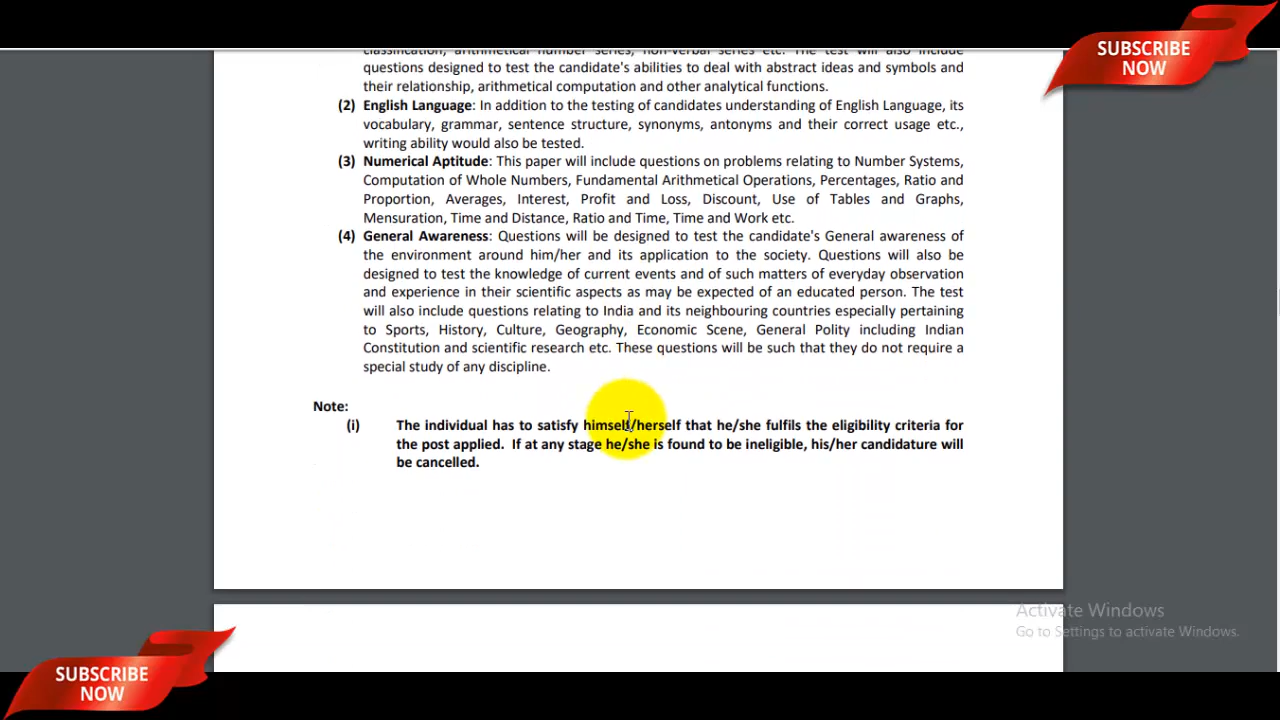 SUBSCRIBE
NOW
classification, arithmetical number series, non-verbal series etc. The test will also include
questions designed to test the candidate's abilities to deal with abstract ideas and symbols and
their relationship, arithmetical computation and other analytical functions.
(2) English Language: In addition to the testing of candidates understanding of English Language, its
vocabulary, grammar, sentence structure, synonyms, antonyms and their correct usage etc.,
writing ability would also be tested.
(3) Numerical Aptitude: This paper will include questions on problems relating to Number Systems,
Computation of Whole Numbers, Fundamental Arithmetical Operations, Percentages, Ratio and
Proportion, Averages, Interest, Profit and Loss, Discount, Use of Tables and Graphs,
Mensuration, Time and Distance, Ratio and Time, Time and Work etc.
(4) General Awareness: Questions will be designed to test the candidate's General awareness of
the environment around him/her and its application to the society. Questions will also be
designed to test the knowledge of current events and of such matters of everyday observation
and experience in their scientific aspects as may be expected of an educated person. The test
will also include questions relating to India and its neighbouring countries especially pertaining
to Sports, History, Culture, Geography, Economic Scene, General Polity including Indian
Constitution and scientific research etc. These questions will be such that they do not require a
special study of any discipline.
Note:
(i) The individual has to satisfy himself/herself that he/she fulfils the eligibility criteria for
the post applied. If at any stage he/she is found to be ineligible, his/her candidature will
be cancelled.
Activate Windows
Go to Settings to activate Windows.
SUBSCRIBE
NOW